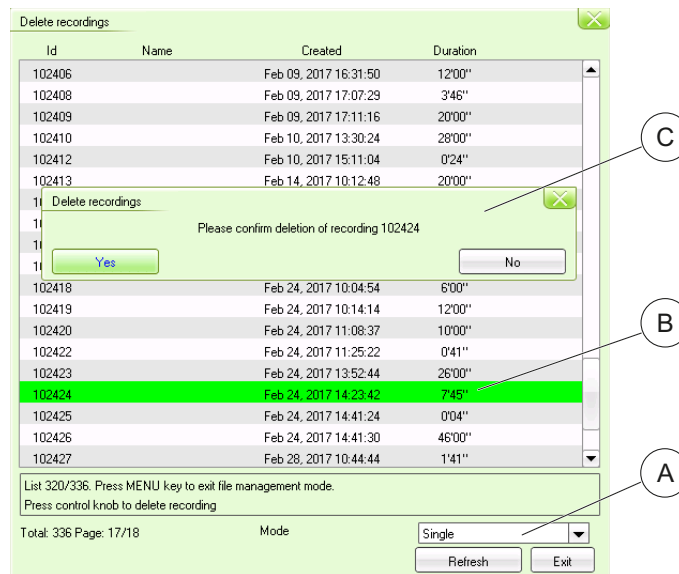 Delete recordings
Id Name Created Duration
102406 Feb 09, 2017 16:31:50 12'00''
102408 Feb 09, 2017 17:07:29 3'46''
102409 Feb 09, 2017 17:11:16 20'00''
102410 Feb 10, 2017 13:30:24 28'00''
102412 Feb 10, 2017 15:11:04 0'24''
102413 Feb 14, 2017 10:12:48 20'00''
C
Delete recordings
Please confirm deletion of recording 102424
Yes No
102418 Feb 24, 2017 10:04:54 6'00''
102419 Feb 24, 2017 10:14:14 12'00''
102420 Feb 24, 2017 11:08:37 10'00''
B
102422 Feb 24, 2017 11:25:22 0'41''
102423 Feb 24, 2017 13:52:44 26'00''
102424 Feb 24, 2017 14:23:42 7'45''
102425 Feb 24, 2017 14:41:24 0'04''
102426 Feb 24, 2017 14:41:30 46'00''
102427 Feb 28, 2017 10:44:44 1'41''
A
List 320/336. Press MENU key to exit file management mode.
Press control knob to delete recording
Total: 336 Page: 17/18 Mode Single
Refresh Exit